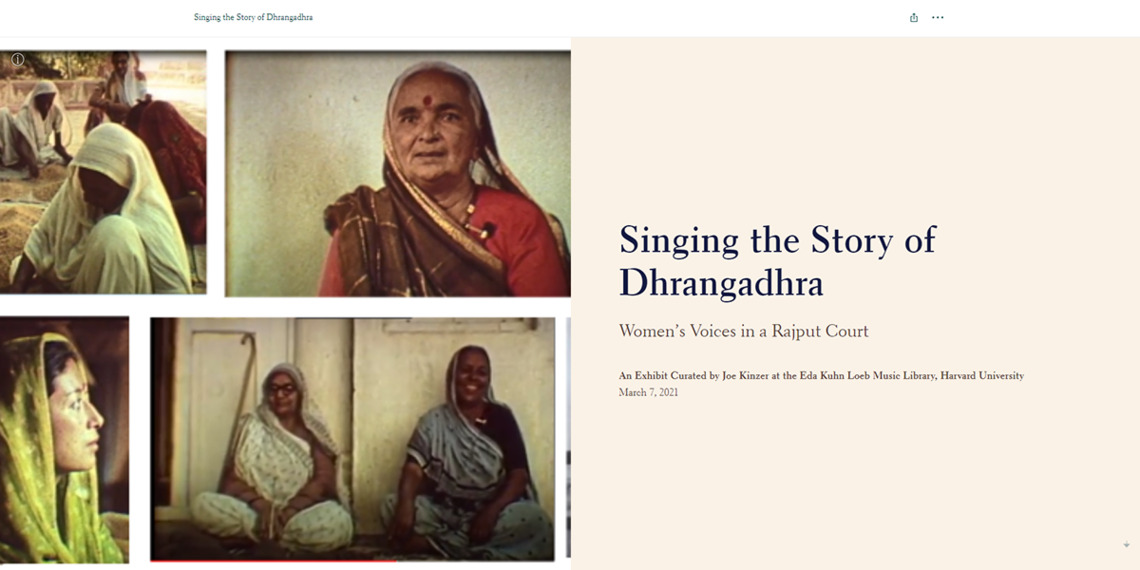 Singing the Story of Dhrangadhra
Singing the Story of
Dhrangadhra
Women’s Voices in a Rajput Court
An Exhibit Curated by Joe Kinzer at the Eda Kuhn Loeb Music Library, Harvard University
March 7, 2021